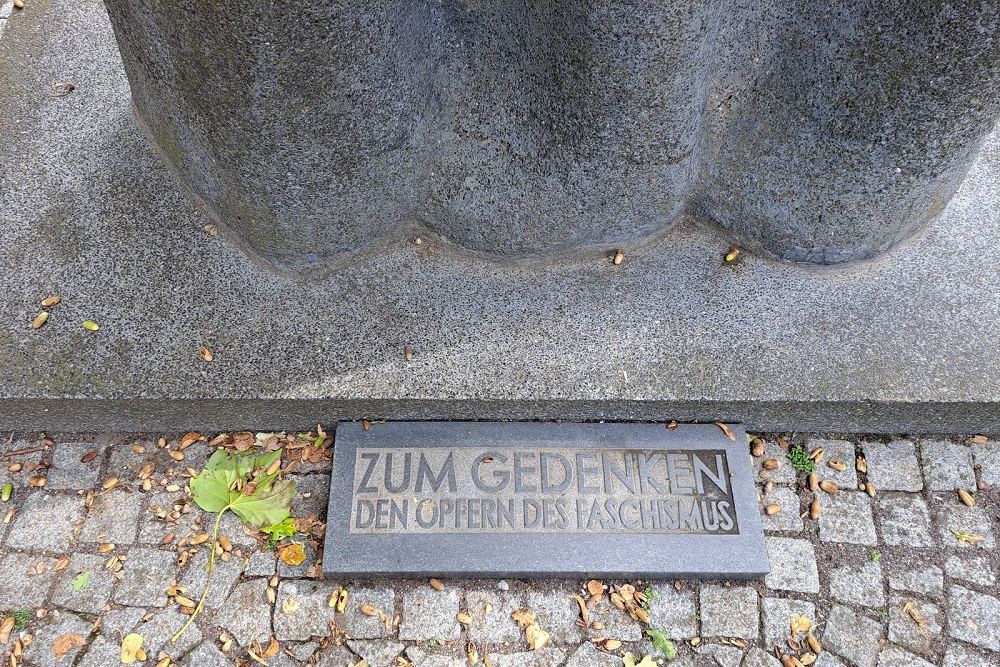 ZUM GEDENKEN
DEN OPFERN DES FASCHISMUS